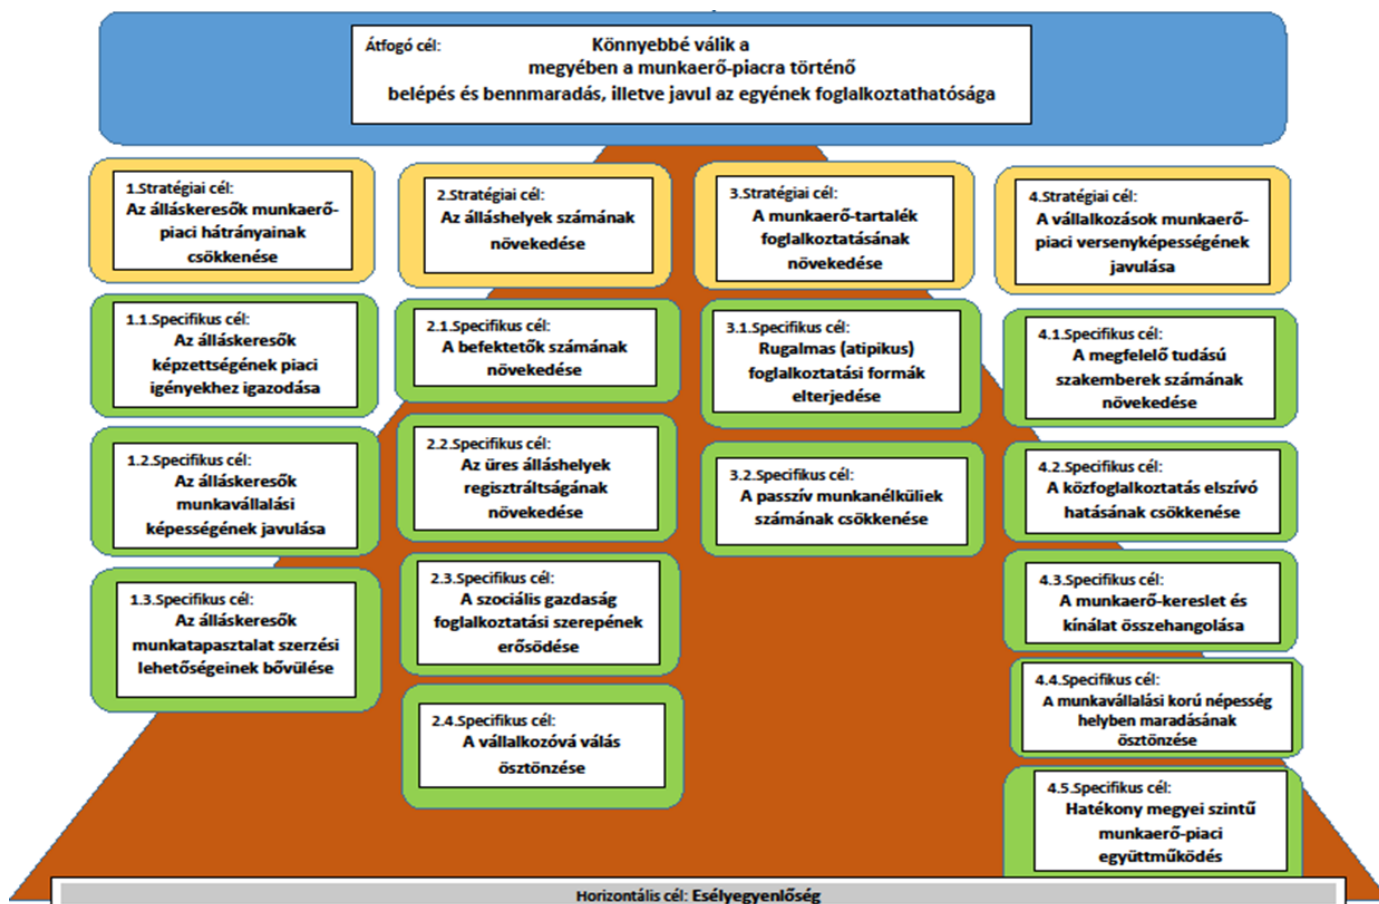 Átfogó cél: Könnyebbé válik a
megyében a munkaerő-piacra történő
belépés és bennmaradás, illetve javul az egyének foglalkoztathatósága
1.Stratégiai cél:
Az álláskeresők munkaerő-
piaci hátrányainak
csökkenése
1.1.Specifikus cél:
Az álláskeresők
képzettségének piaci
igényekhez igazodása
1.2.Specifikus cél:
Az álláskeresők
munkavállalási
képességének javulása
1.3.Specifikus cél:
Az álláskeresők
munkatapasztalat szerzési
lehetőségeinek bővülése
2.Stratégiai cél:
Az álláshelyek számának
növekedése
2.1.Specifikus cél:
A befektetők számának
növekedése
2.2.Specifikus cél:
Az üres álláshelyek
regisztráltságának
növekedése
2.3.Specifikus cél:
A szociális gazdaság
foglalkoztatási szerepének
erősödése
2.4.Specifikus cél:
A vállalkozóvá válás
ösztönzése
3.Stratégiai cél:
A munkaerő-tartalék
foglalkoztatásának
növekedése
3.1.Specifikus cél:
Rugalmas (atipikus)
foglalkoztatási formák
elterjedése
3.2.Specifikus cél:
A passzív munkanélküliek
számának csökkenése
4.Stratégiai cél:
A vállalkozások munkaerő-
piaci versenyképességének
javulása
4.1.Specifikus cél:
A megfelelő tudású
szakemberek számának
növekedése
4.2.Specifikus cél:
A közfoglalkoztatás elszívó
hatásának csökkenése
4.3.Specifikus cél:
A munkaerő-kereslet és
kínálat összehangolása
4.4.Specifikus cél:
A munkavállalási korú népesség
helyben maradásának
ösztönzése
4.5.Specifikus cél:
Hatékony megyei szintű
munkaerő-piaci
együttműködés
Horizontális cél: Esélyegyenlőség